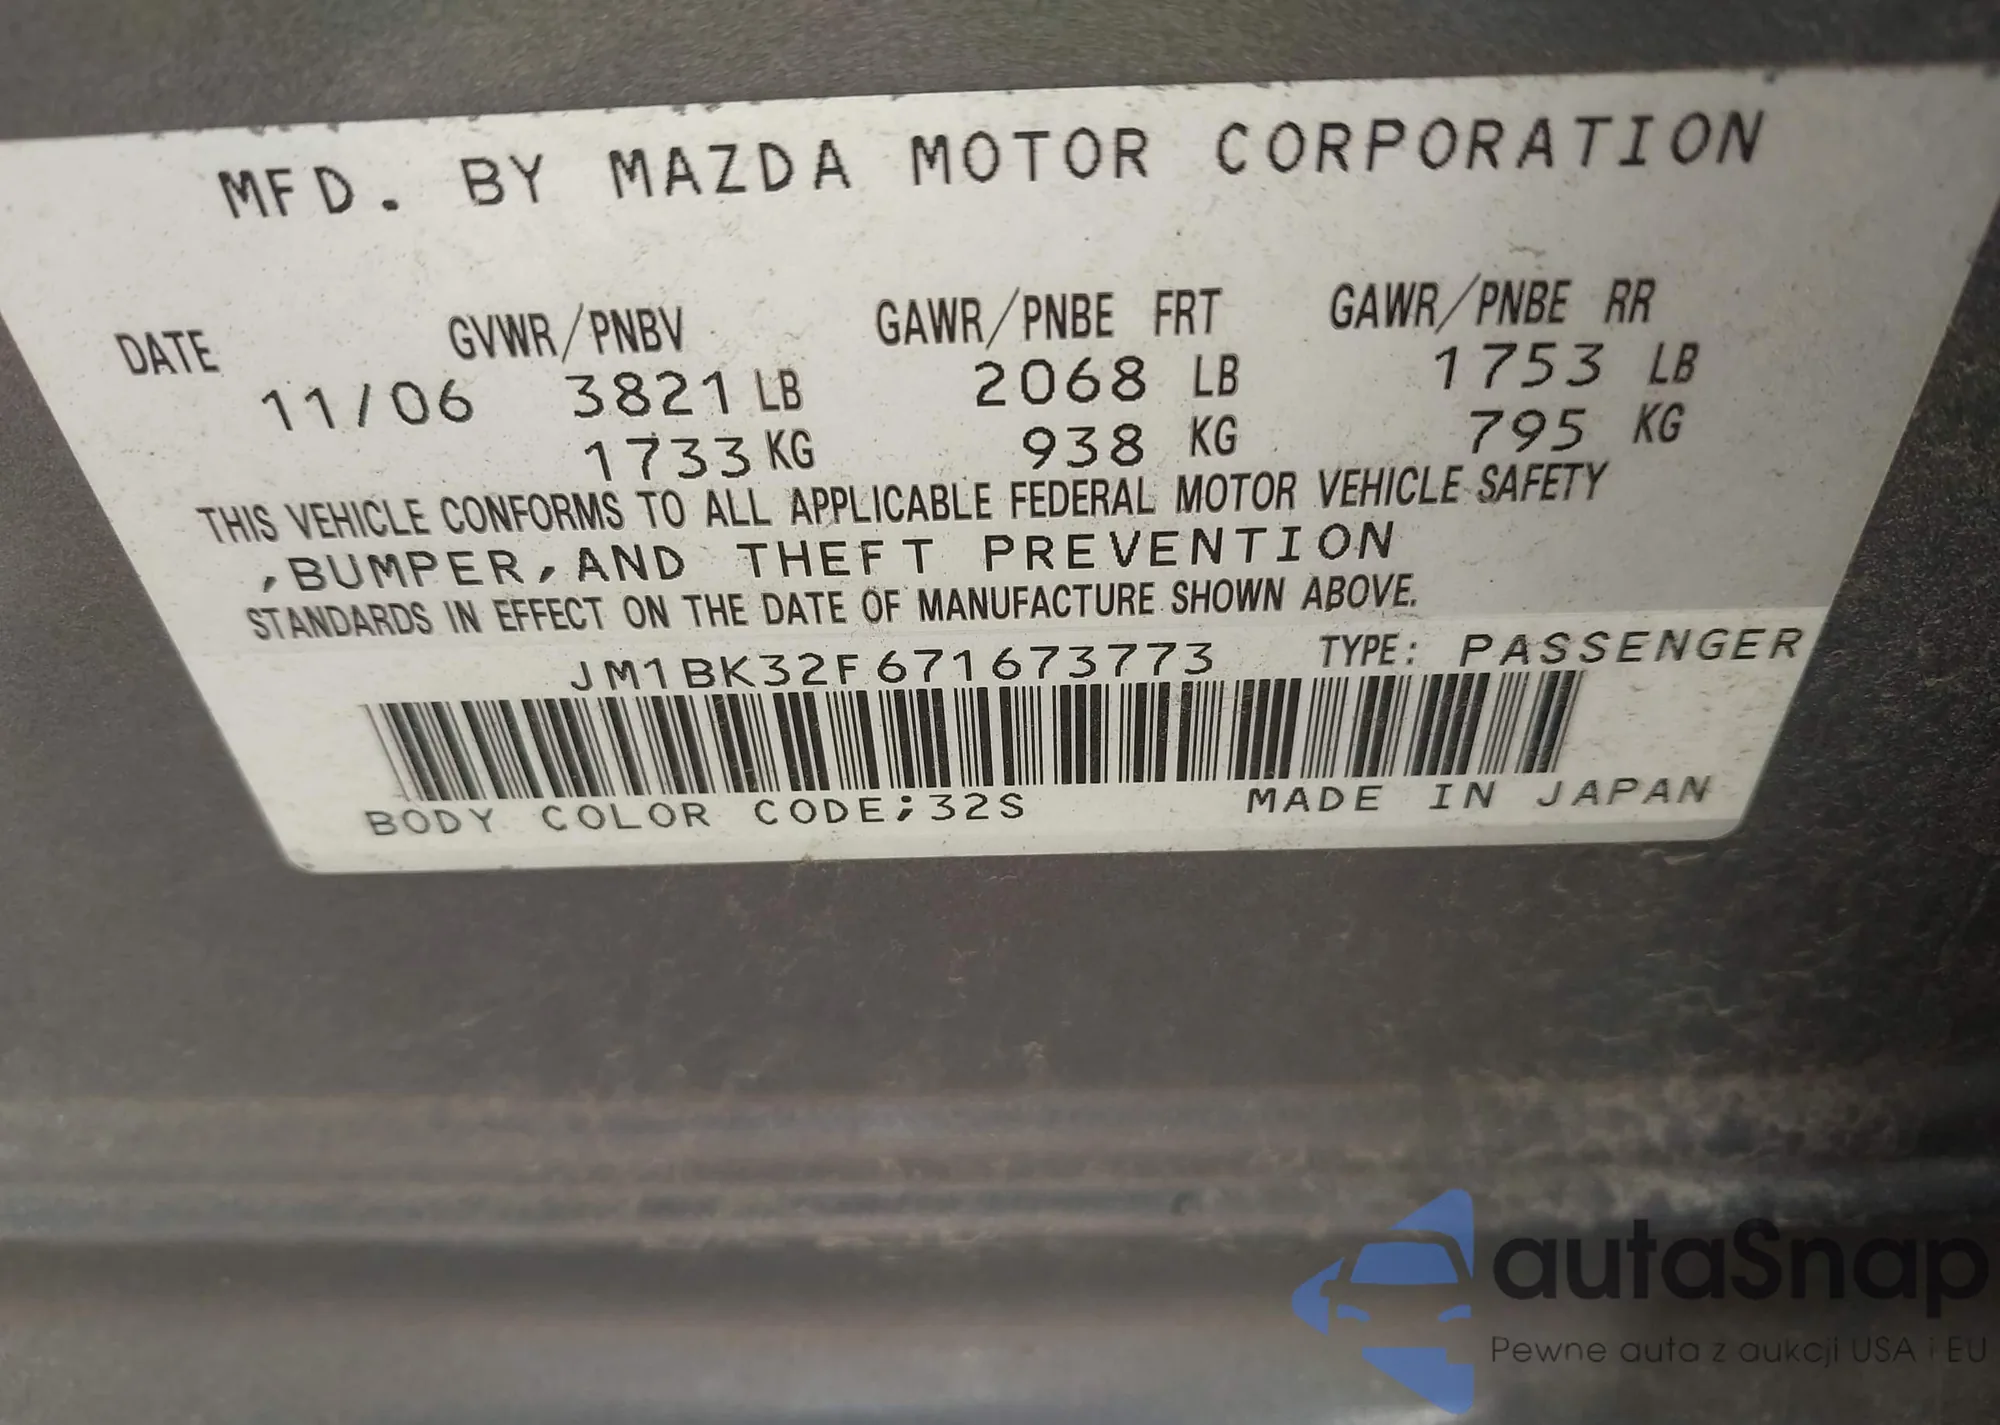 MFD. BY MAZDA MOTOR CORPORATION
DATE GVWR/PNBV GAWR/PNBE FRT GAWR/PNBE RR
11/06 3821 LB 2068 LB 1753 LB
1733 KG 938 KG 795 KG
THIS VEHICLE CONFORMS TO ALL APPLICABLE FEDERAL MOTOR VEHICLE SAFETY
,BUMPER,AND THEFT PREVENTION
STANDARDS IN EFFECT ON THE DATE OF MANUFACTURE SHOWN ABOVE.
JM1BK32F671673773 TYPE: PASSENGER
BODY COLOR CODE;32S MADE IN JAPAN
autaSnap
Pewne auta z aukcji USA i EU